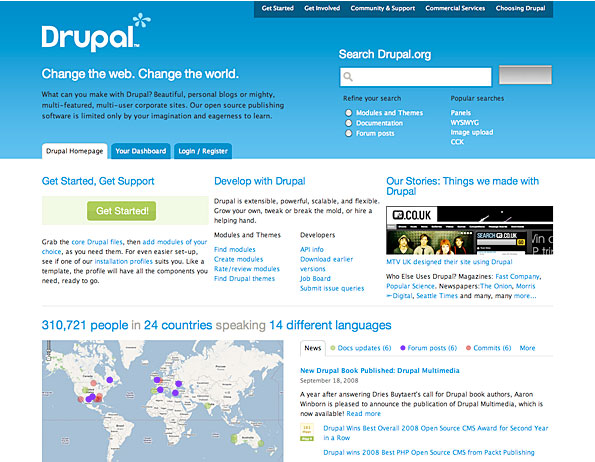 Get Started Get Involved Community & Support Commercial Services Choosing Drupal
Drupal™
Change the web. Change the world.
What can you make with Drupal? Beautiful, personal blogs or mighty,
multi-featured, multi-user corporate sites. Our open source publishing
software is limited only by your imagination and eagerness to learn.
Search Drupal.org
Refine your search
Modules and Themes
Documentation
Forum posts
Popular searches
Panels
WYSIWYG
Image upload
CCK
Drupal Homepage Your Dashboard Login / Register
Get Started, Get Support
Get Started!
Grab the core Drupal files, then add modules of your
choice, as you need them. For even easier set-up,
see if one of our installation profiles suits you. Like a
template, the profile will have all the components you
need, ready to go.
Develop with Drupal
Drupal is extensible, powerful, scalable, and flexible.
Grow your own, tweak or break the mold, or hire a
helping hand.
Modules and Themes
Find modules
Create modules
Rate/review modules
Find Drupal themes
Developers
API info
Download earlier
versions
Job Board
Submit issue queries
Our Stories: Things we made with
Drupal
.CO.UK
SEARCH .CO.UK
Win
MTV UK designed their site using Drupal
Who Else Uses Drupal? Magazines: Fast Company,
Popular Science. Newspapers:The Onion, Morris
Digital, Seattle Times and many, many more...
310,721 people in 24 countries speaking 14 different languages
News Docs updates (6) Forum posts (6) Commits (6) More
New Drupal Book Published: Drupal Multimedia
September 18, 2008
A year after answering Dries Buytaert's call for Drupal book authors, Aaron
Winborn is pleased to announce the publication of Drupal Multimedia, which is
now available! Read more
Drupal Wins Best Overall 2008 Open Source CMS Award for Second Year
in a Row
Drupal wins 2008 Best PHP Open Source CMS from Packt Publishing